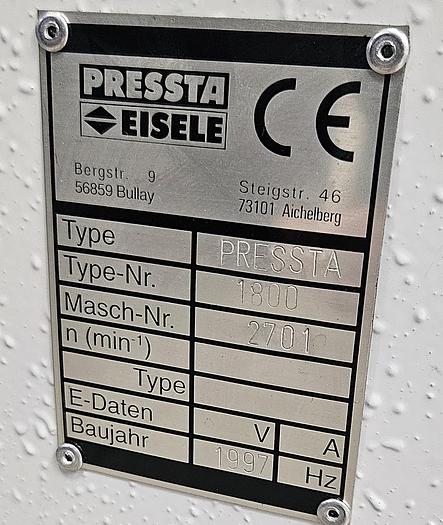 PRESSTA
EISELE
CE
Bergstr. 9
56859 Bullay
Steigstr. 46
73101 Aichelberg
Type PRESSTA
Type-Nr. 1800
Masch-Nr. 2701
n (min-1)
Type
E-Daten V A
Baujahr 1997 Hz